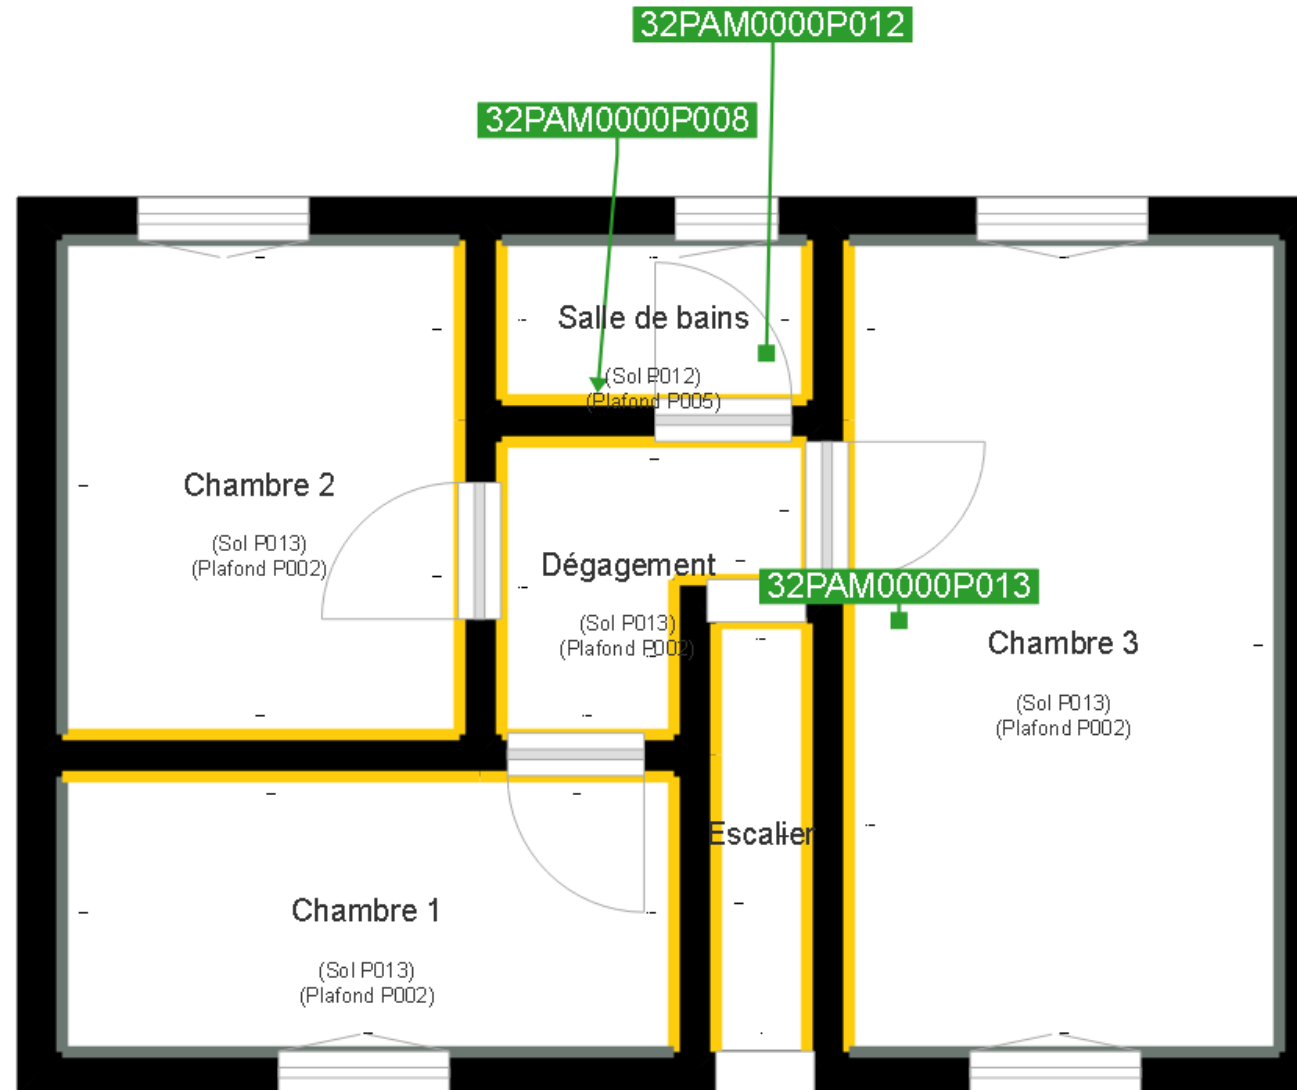 32PAM0000P012
32PAM0000P008
Salle de bains
(Sol P012)
(Plafond P005)
Chambre 2
(Sol P013)
(Plafond P002)
Dégagement
(Sol P013)
(Plafond P002)
32PAM0000P013
Chambre 3
(Sol P013)
(Plafond P002)
Escalier
Chambre 1
(Sol P013)
(Plafond P002)